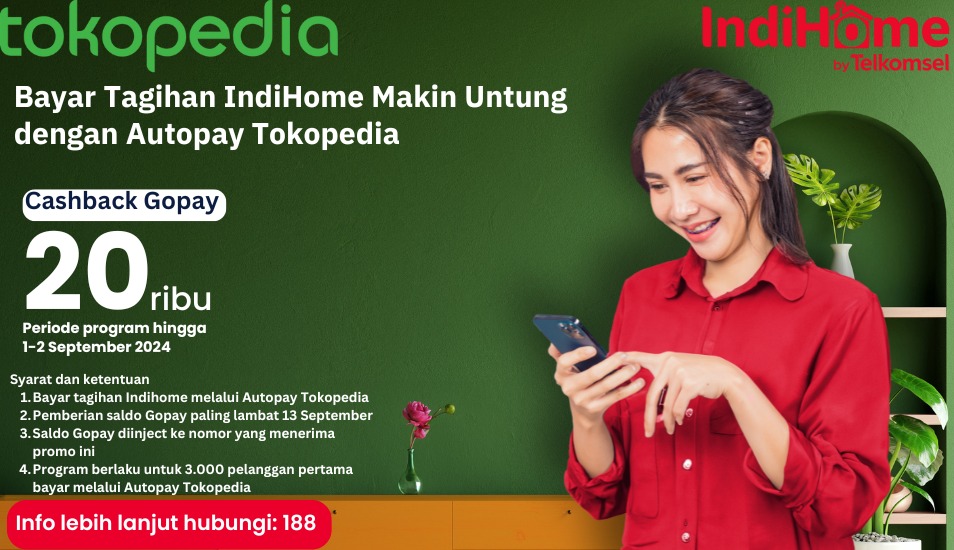 tokopedia
IndiHome
by Telkomsel
Bayar Tagihan IndiHome Makin Untung
dengan Autopay Tokopedia
Cashback Gopay
20 ribu
Periode program hingga
1-2 September 2024
Syarat dan ketentuan
1. Bayar tagihan Indihome melalui Autopay Tokopedia
2. Pemberian saldo Gopay paling lambat 13 September
3. Saldo Gopay diinject ke nomor yang menerima
promo ini
4. Program berlaku untuk 3.000 pelanggan pertama
bayar melalui Autopay Tokopedia
Info lebih lanjut hubungi: 188